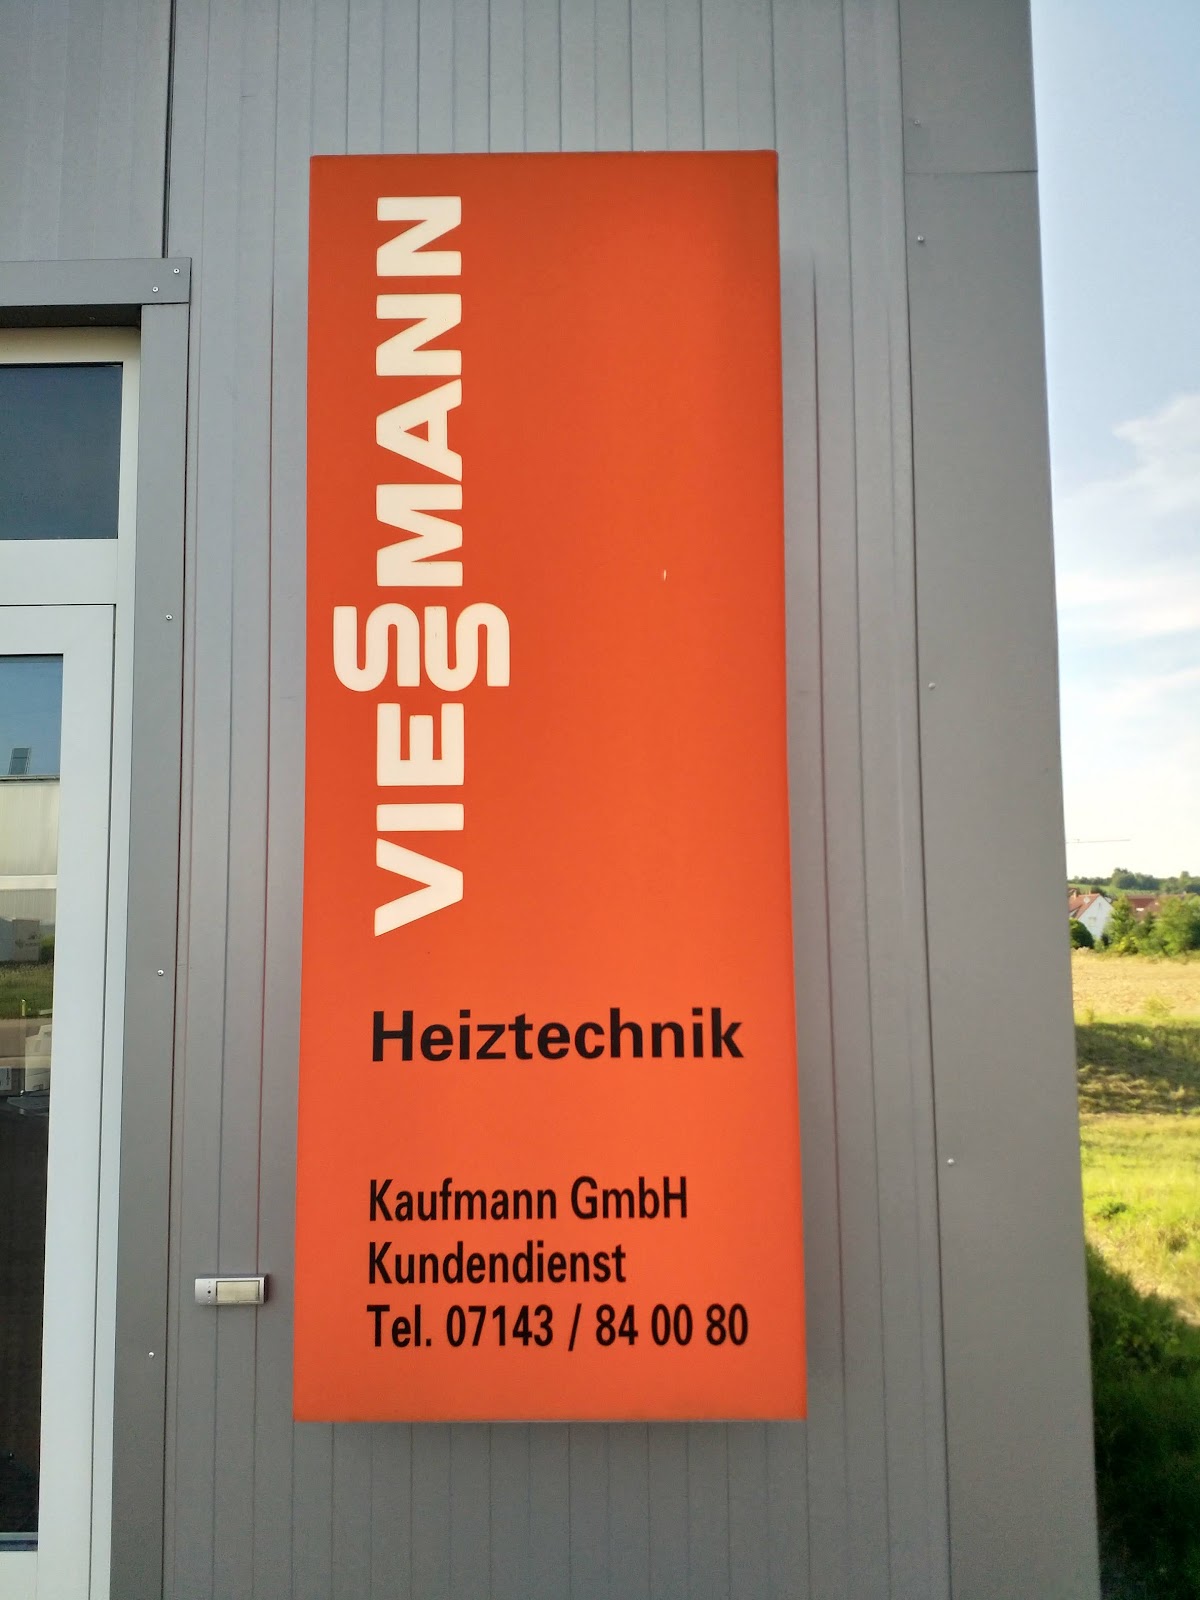 VIESSMANN
Heiztechnik
Kaufmann GmbH
Kundendienst
Tel. 07143 / 84 00 80